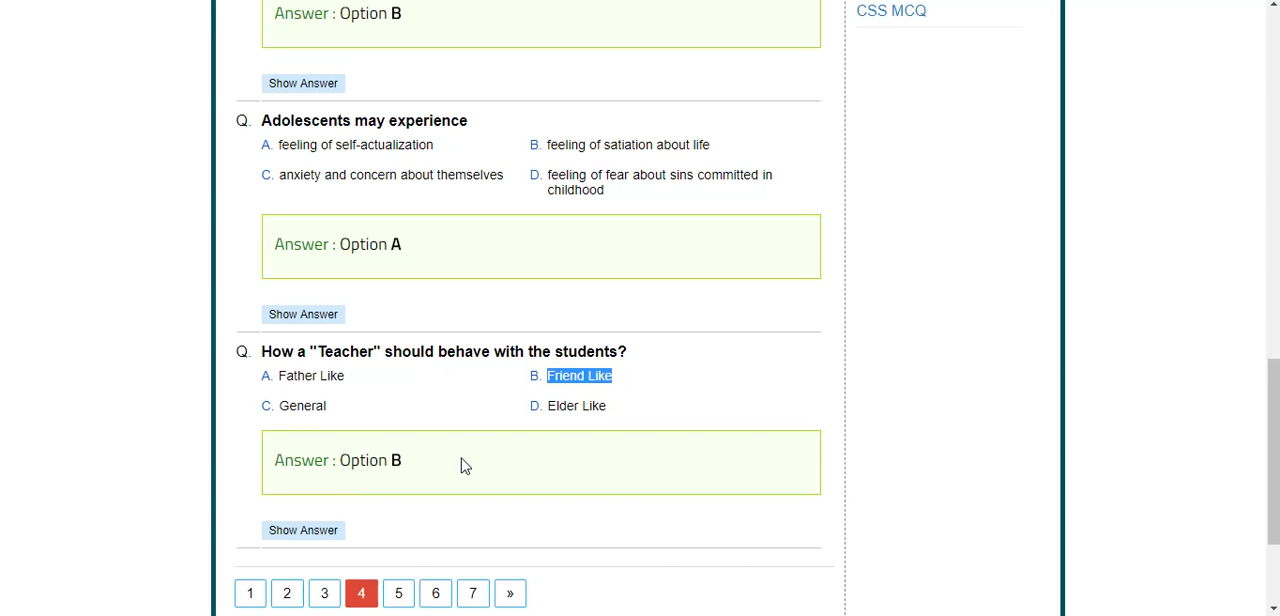 Answer : Option B
CSS MCQ
Show Answer
Q. Adolescents may experience
A. feeling of self-actualization
B. feeling of satiation about life
C. anxiety and concern about themselves
D. feeling of fear about sins committed in
childhood
Answer : Option A
Show Answer
Q. How a "Teacher" should behave with the students?
A. Father Like
B. Friend Like
C. General
D. Elder Like
Answer : Option B
Show Answer
1 2 3 4 5 6 7 »